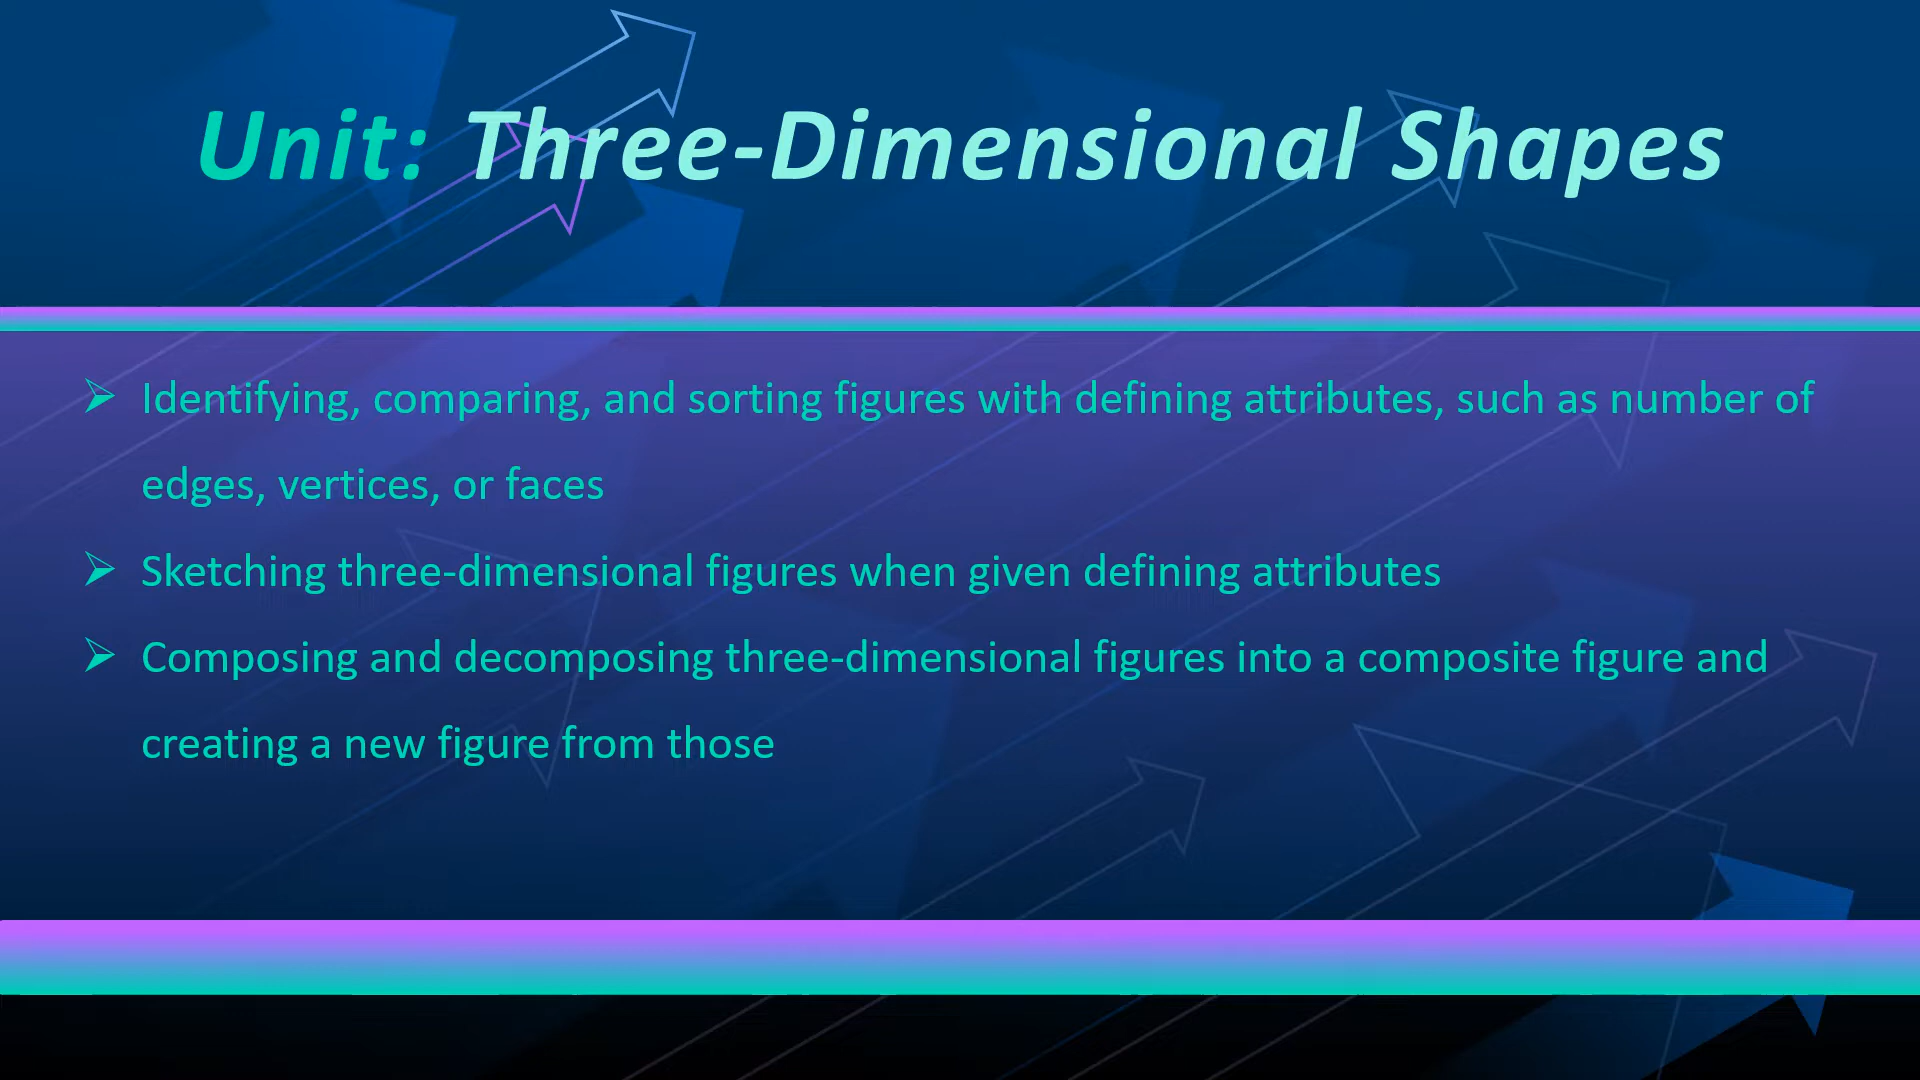 Unit: Three-Dimensional Shapes
➢ Identifying, comparing, and sorting figures with defining attributes, such as number of
edges, vertices, or faces
➢ Sketching three-dimensional figures when given defining attributes
➢ Composing and decomposing three-dimensional figures into a composite figure and
creating a new figure from those